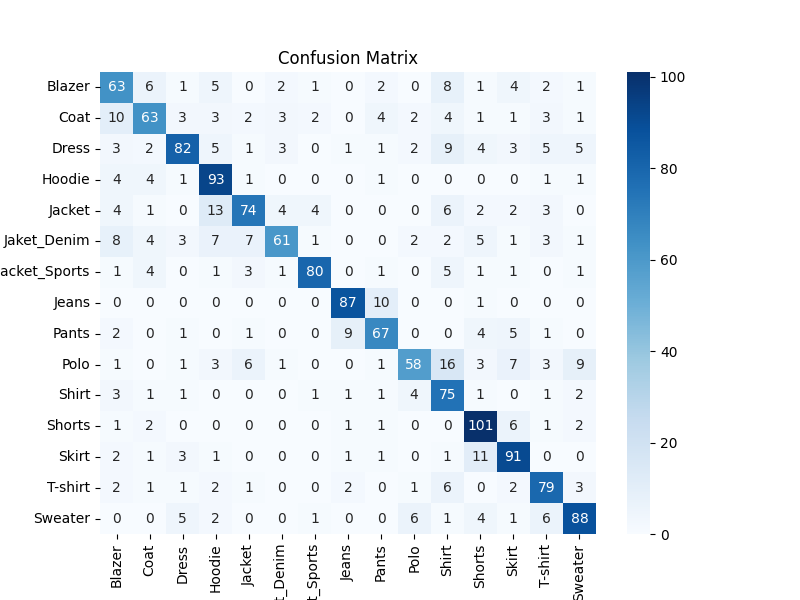 Confusion Matrix
Blazer 63 6 1 5 0 2 1 0 2 0 8 1 4 2 1
Coat 10 63 3 3 2 3 2 0 4 2 4 1 1 3 1
Dress 3 2 82 5 1 3 0 1 1 2 9 4 3 5 5
Hoodie 4 4 1 93 1 0 0 0 1 0 0 0 0 1 1
Jacket 4 1 0 13 74 4 4 0 0 0 6 2 2 3 0
Jaket_Denim 8 4 3 7 7 61 1 0 0 2 2 5 1 3 1
acket_Sports 1 4 0 1 3 1 80 0 1 0 5 1 1 0 1
Jeans 0 0 0 0 0 0 0 87 10 0 0 1 0 0 0
Pants 2 0 1 0 1 0 0 9 67 0 0 4 5 1 0
Polo 1 0 1 3 6 1 0 0 1 58 16 3 7 3 9
Shirt 3 1 1 0 0 0 1 1 1 4 75 1 0 1 2
Shorts 1 2 0 0 0 0 0 1 1 0 0 101 6 1 2
Skirt 2 1 3 1 0 0 0 1 1 0 1 11 91 0 0
T-shirt 2 1 1 2 1 0 0 2 0 1 6 0 2 79 3
Sweater 0 0 5 2 0 0 1 0 0 6 1 4 1 6 88
Blazer
Coat
Dress
Hoodie
Jacket
t_Denim
t_Sports
Jeans
Pants
Polo
Shirt
Shorts
Skirt
T-shirt
Sweater
100
80
60
40
20
0